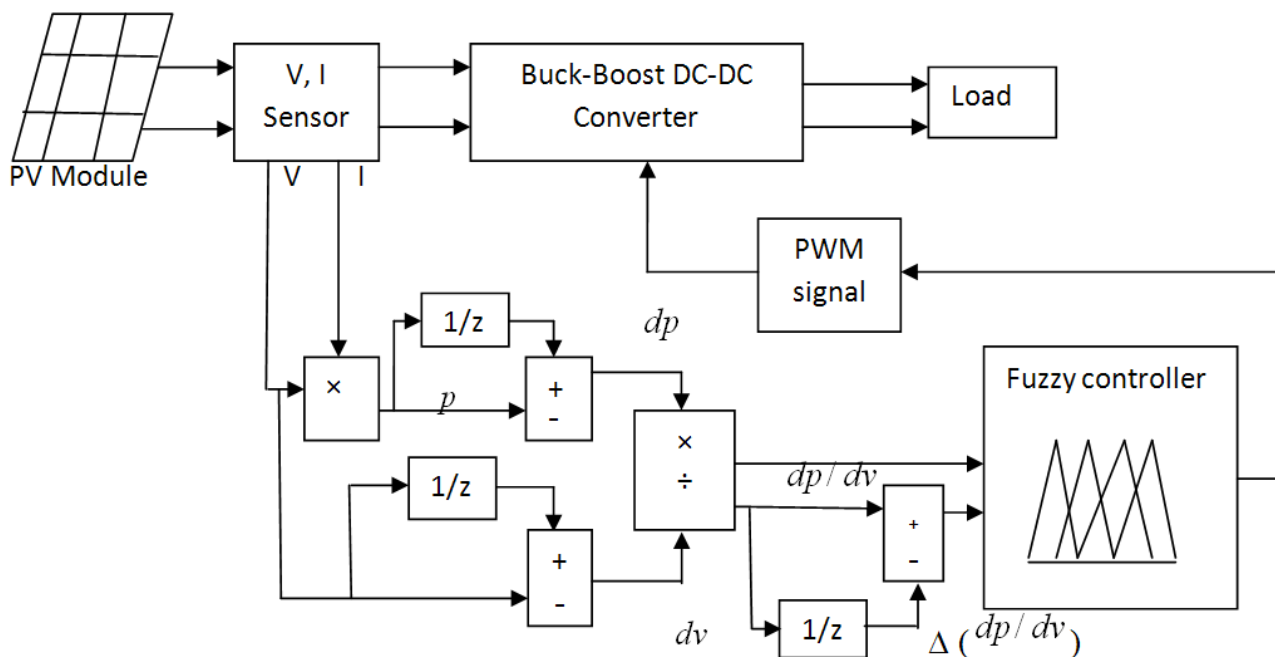 V, I
Sensor
Buck-Boost DC-DC
Converter
Load
PV Module
V
I
PWM
signal
1/z
dp
×
p
+
-
Fuzzy controller
×
÷
1/z
dp / dv
+
-
+
-
dv
1/z
Δ ( dp / dv )